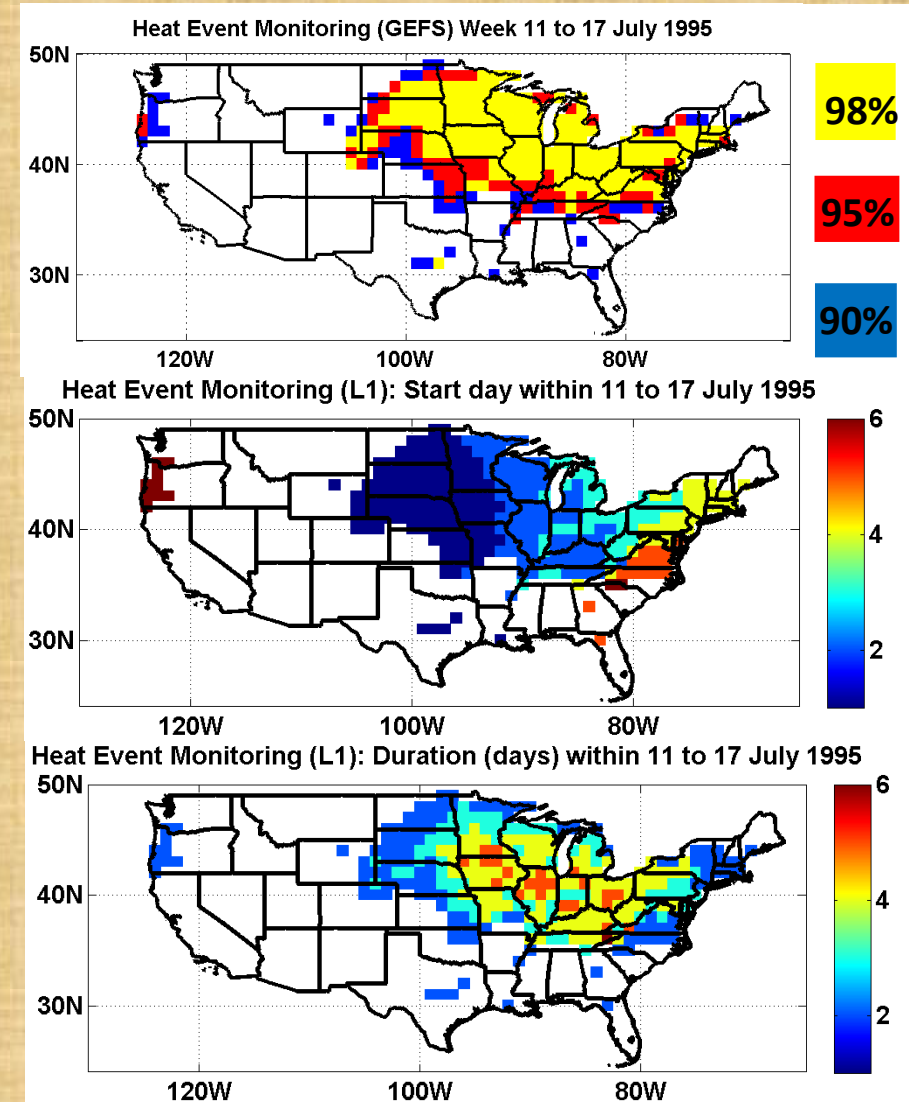 Heat Event Monitoring (GEFS) Week 11 to 17 July 1995
50N
40N
30N
120W 100W 80W
98%
95%
90%
Heat Event Monitoring (L1): Start day within 11 to 17 July 1995
50N
40N
30N
120W 100W 80W
6
4
2
Heat Event Monitoring (L1): Duration (days) within 11 to 17 July 1995
50N
40N
30N
120W 100W 80W
6
4
2